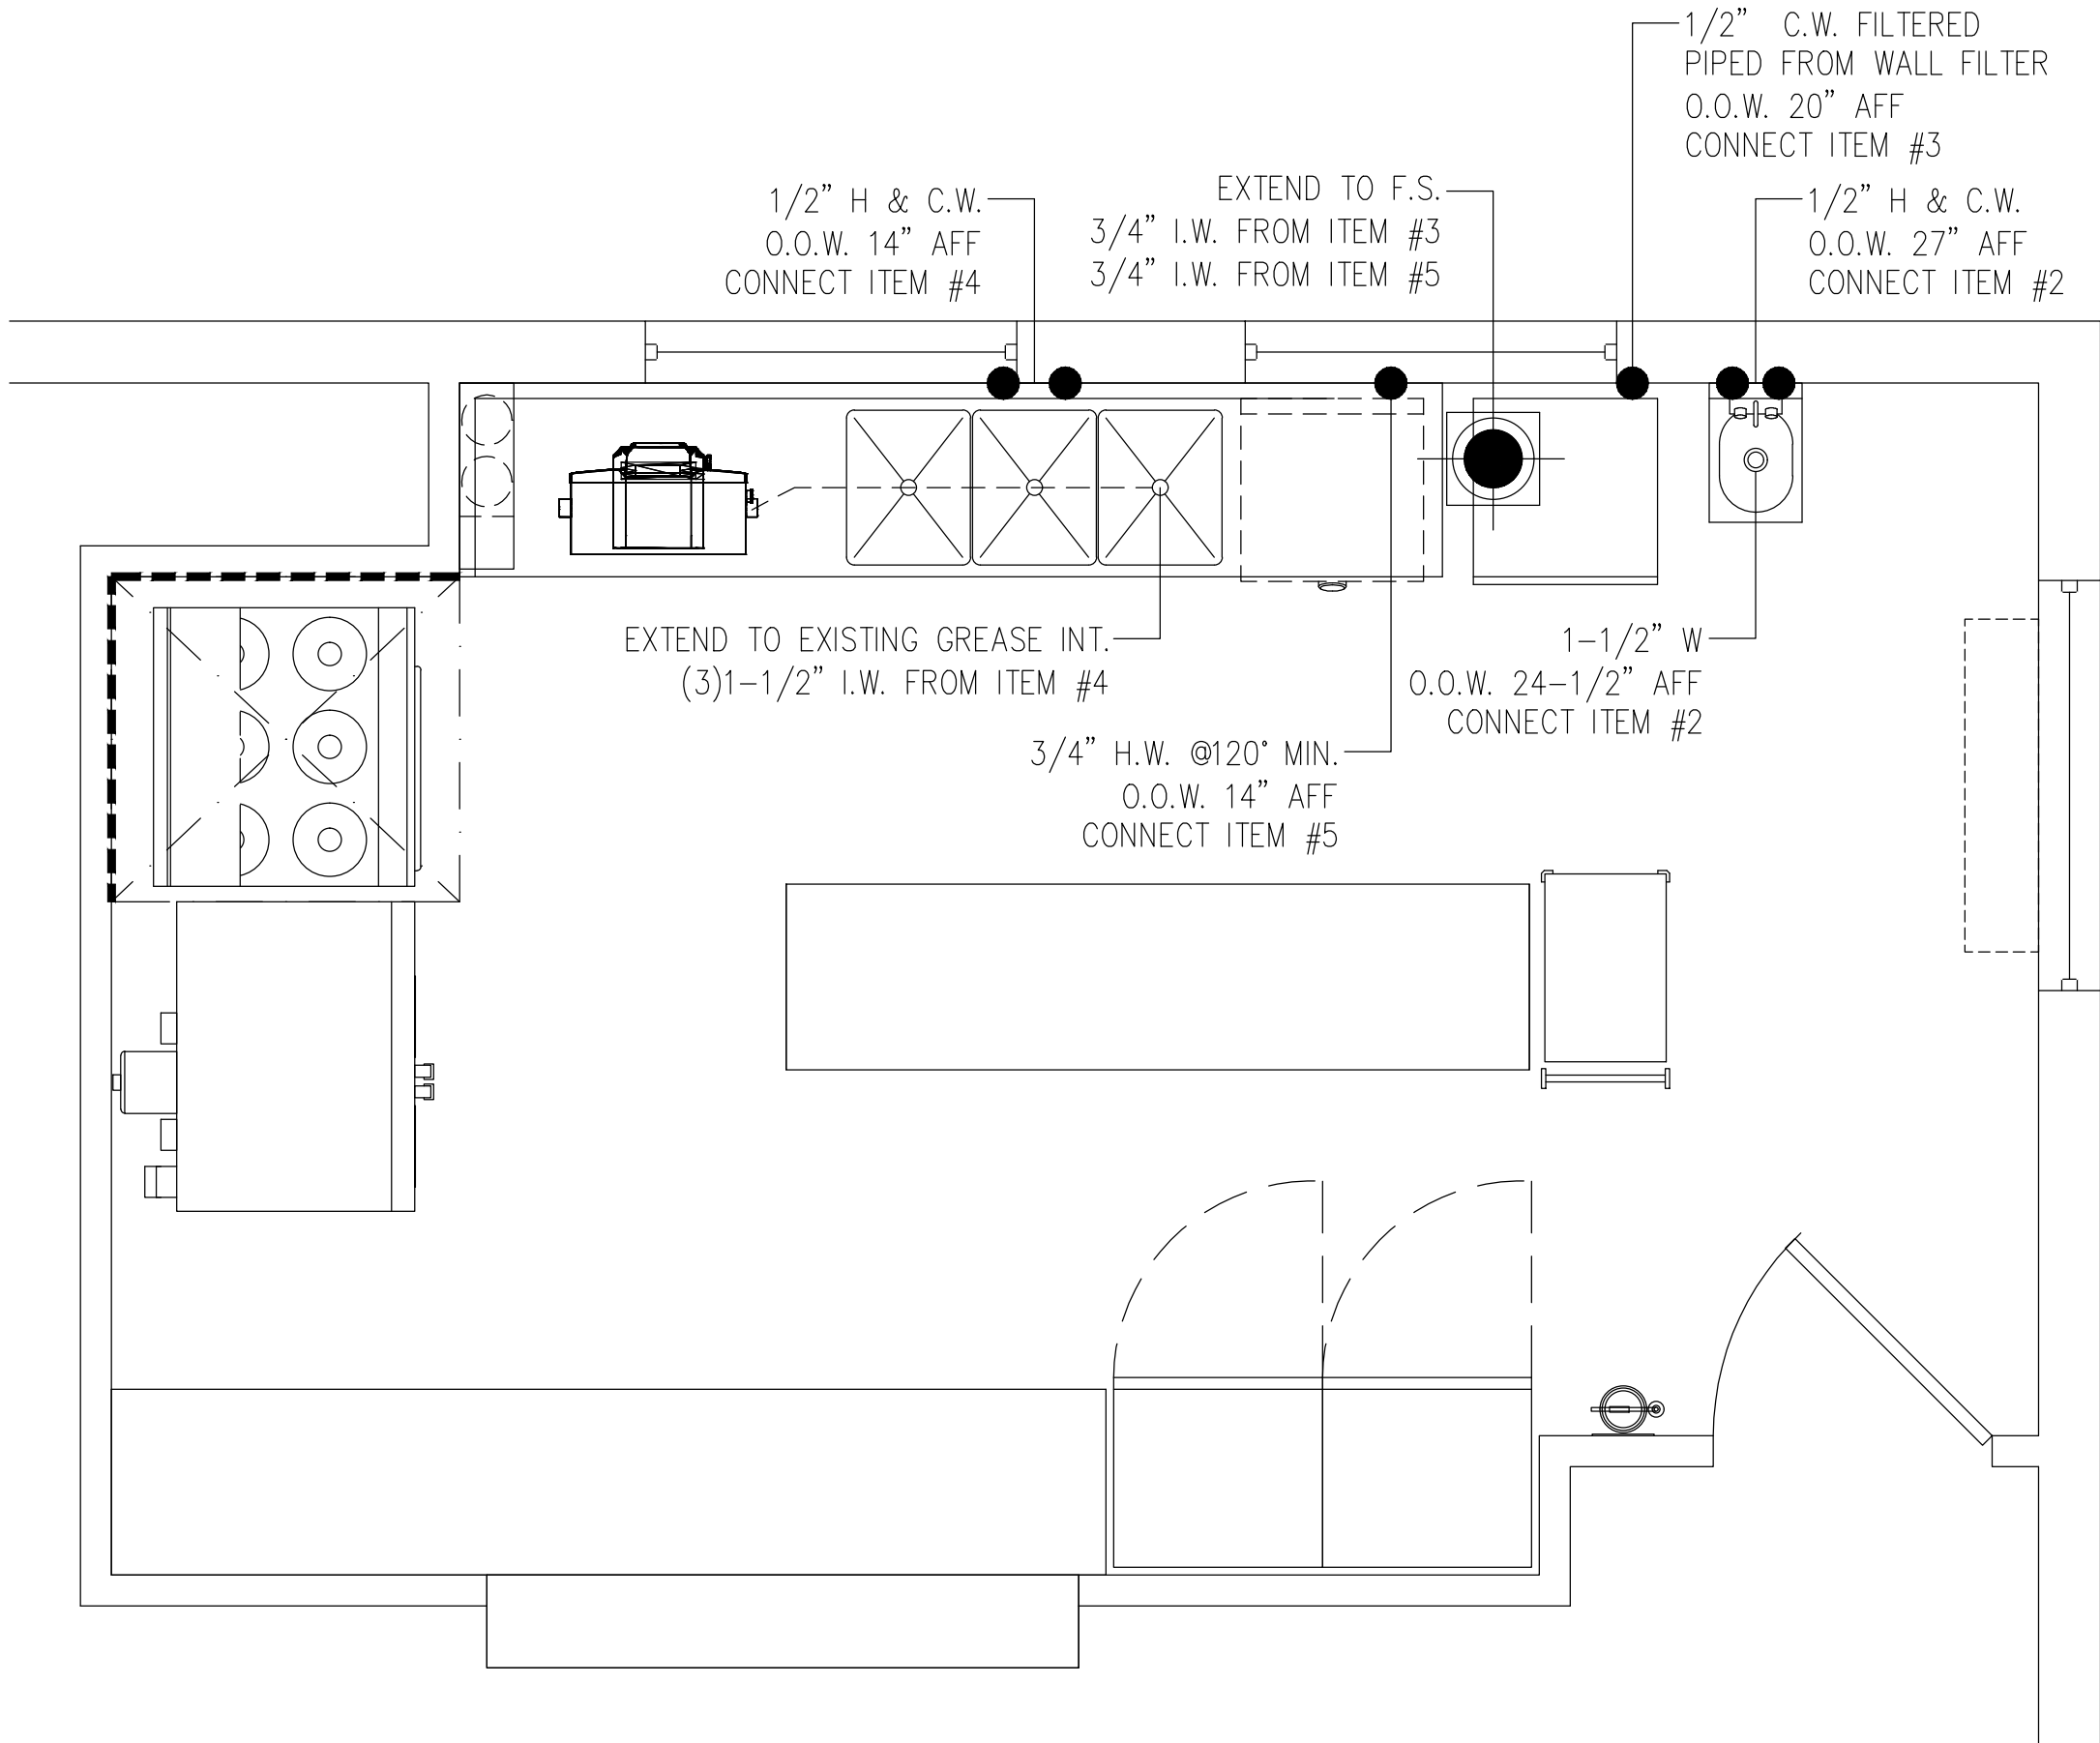 1/2” C.W. FILTERED
PIPED FROM WALL FILTER
O.O.W. 20” AFF
CONNECT ITEM #3
1/2” H & C.W.
O.O.W. 14” AFF
CONNECT ITEM #4
EXTEND TO F.S.
3/4” I.W. FROM ITEM #3
3/4” I.W. FROM ITEM #5
1/2” H & C.W.
O.O.W. 27” AFF
CONNECT ITEM #2
EXTEND TO EXISTING GREASE INT.
(3)1-1/2” I.W. FROM ITEM #4
1-1/2” W
O.O.W. 24-1/2” AFF
CONNECT ITEM #2
3/4” H.W. @120° MIN.
O.O.W. 14” AFF
CONNECT ITEM #5